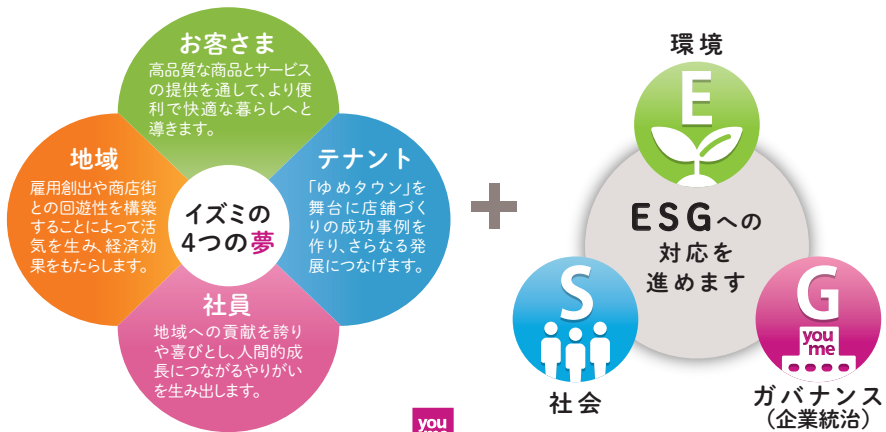 お客さま
高品質な商品とサービス
の提供を通して、より便
利で快適な暮らしへと
導きます。
地域
雇用創出や商店街
との回遊性を構築
することによって活
気を生み、経済効
果をもたらします。
イズミの
4つの夢
テナント
「ゆめタウン」を
舞台に店舗づく
りの成功事例を
作り、さらなる発
展につなげます。
社員
地域への貢献を誇り
や喜びとし、人間的成
長につながるやりがい
を生み出します。
+
環境
E
ESGへの
対応を
進めます
S
社会
G
you
me
ガバナンス
（企業統治）
you